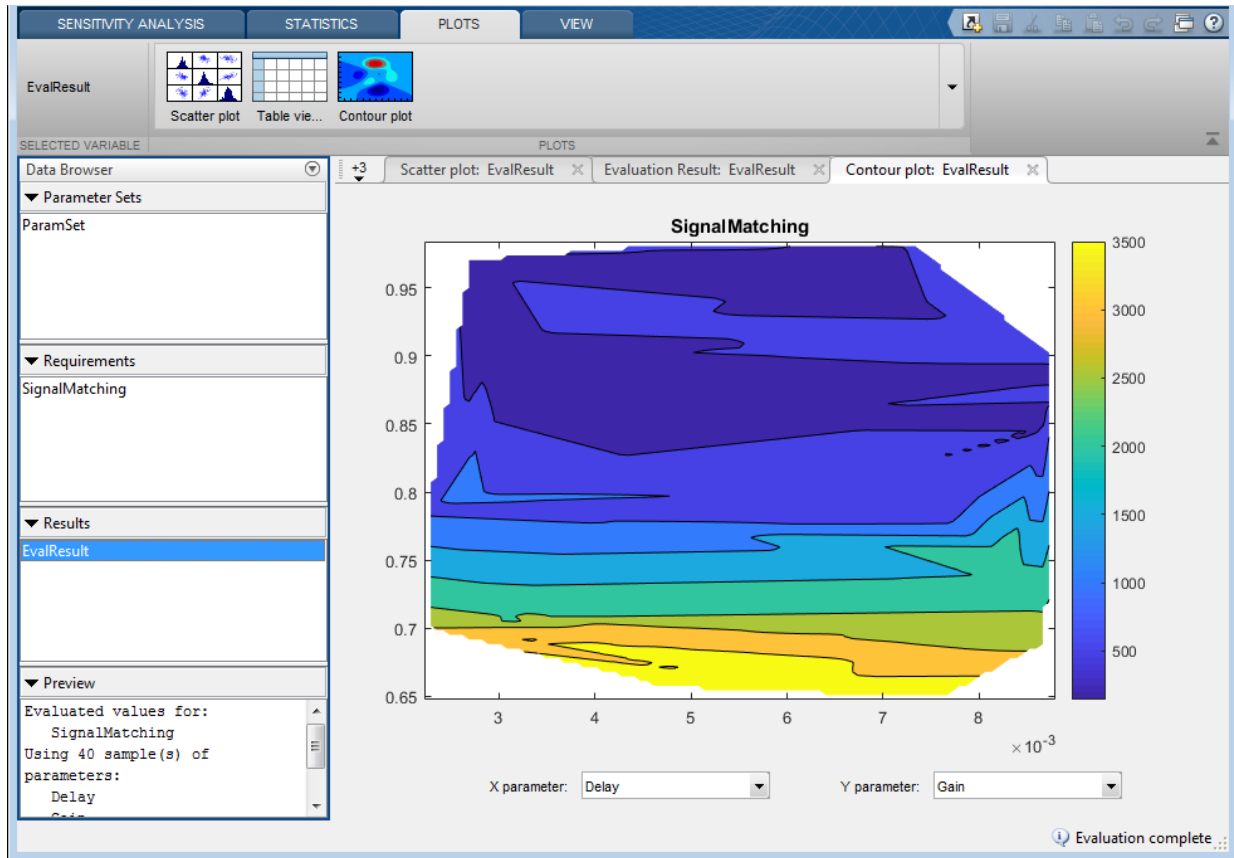 SENSITIVITY ANALYSIS STATISTICS PLOTS VIEW
EvalResult
Scatter plot Table vie... Contour plot
SELECTED VARIABLE PLOTS
Data Browser
+3 Scatter plot: EvalResult Evaluation Result: EvalResult Contour plot: EvalResult
Parameter Sets
ParamSet
Requirements
SignalMatching
Results
EvalResult
Preview
Evaluated values for:
SignalMatching
Using 40 sample(s) of
parameters:
Delay
Gain
SignalMatching
0.95
0.9
0.85
0.8
0.75
0.7
0.65
3 4 5 6 7 8
×10-3
3500
3000
2500
2000
1500
1000
500
X parameter: Delay Y parameter: Gain
Evaluation complete